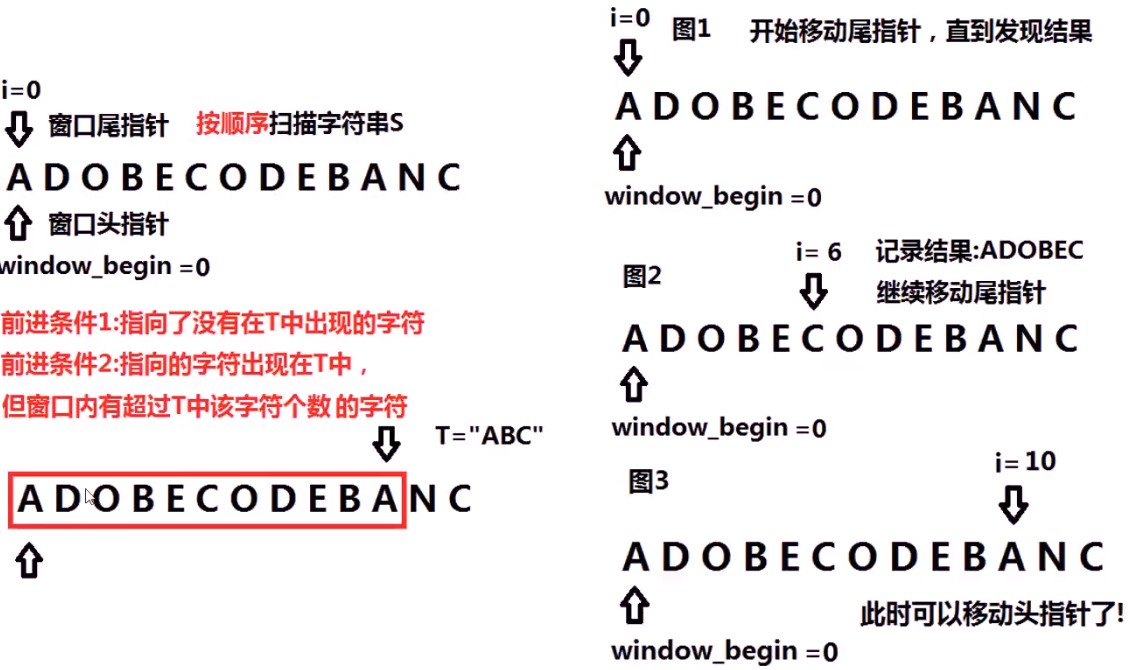 i=0
窗口尾指针 按顺序扫描字符串S
A D O B E C O D E B A N C
窗口头指针
window_begin =0
前进条件1:指向了没有在T中出现的字符
前进条件2:指向的字符出现在T中，
但窗口内有超过T中该字符个数 的字符
T="ABC"
A D O B E C O D E B A N C
i=0
图1 开始移动尾指针，直到发现结果
A D O B E C O D E B A N C
window_begin =0
i= 6 记录结果:ADOBEC
图2 继续移动尾指针
A D O B E C O D E B A N C
window_begin =0
i= 10
图3
A D O B E C O D E B A N C
此时可以移动头指针了!
window_begin =0